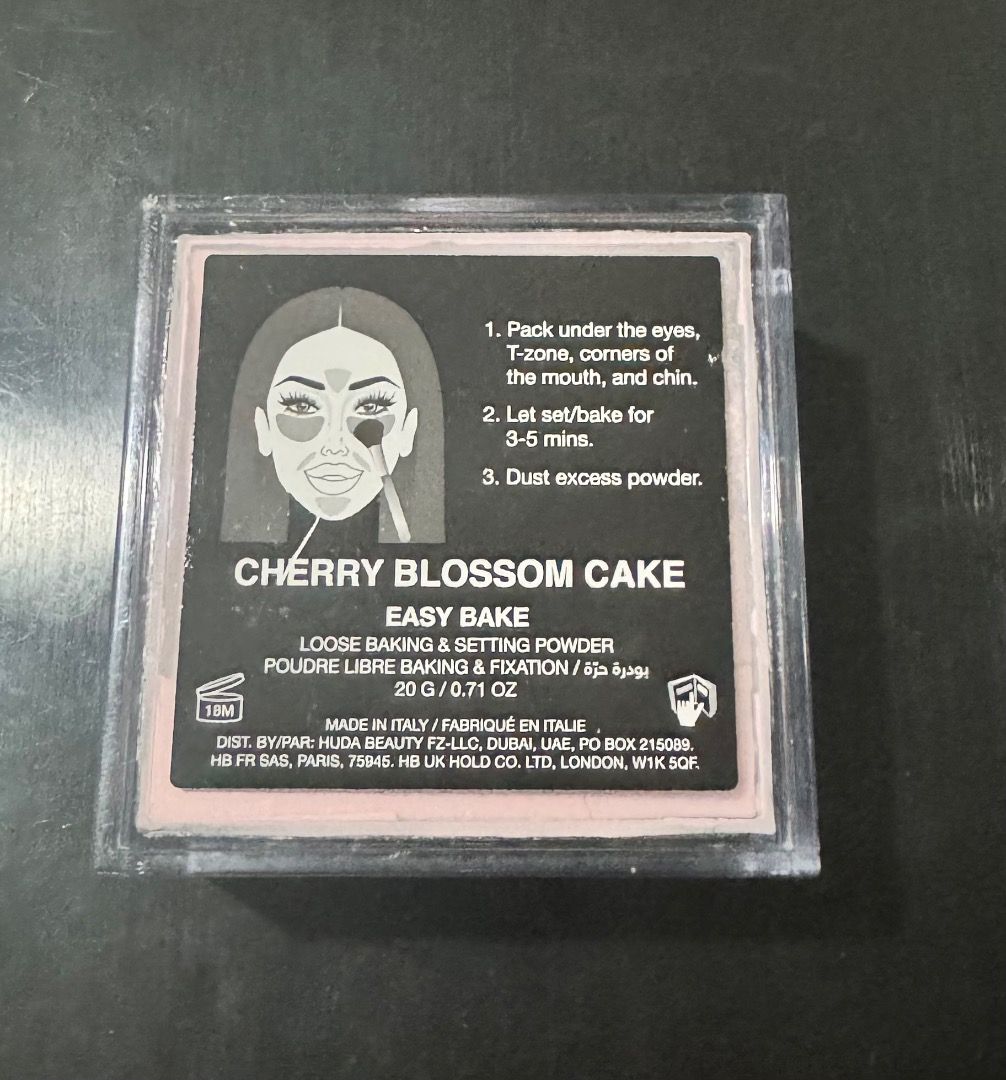 1. Pack under the eyes,
T-zone, corners of
the mouth, and chin.
2. Let set/bake for
3-5 mins.
3. Dust excess powder.
CHERRY BLOSSOM CAKE
EASY BAKE
LOOSE BAKING & SETTING POWDER
POUDRE LIBRE BAKING & FIXATION / بودرة حرّة
20 G / 0.71 OZ
18M
MADE IN ITALY / FABRIQUÉ EN ITALIE
DIST. BY/PAR: HUDA BEAUTY FZ-LLC, DUBAI, UAE, PO BOX 215089.
HB FR SAS, PARIS, 75945. HB UK HOLD CO. LTD, LONDON, W1K 5QF.